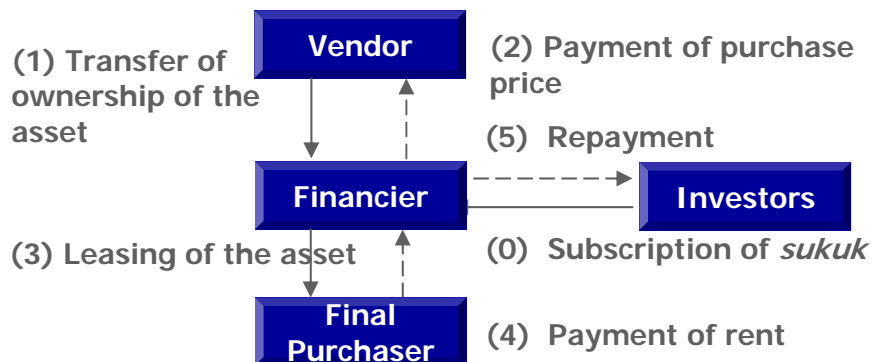 Vendor
(1) Transfer of
ownership of the
asset
(2) Payment of purchase
price
(5) Repayment
Financier
Investors
(3) Leasing of the asset
(0) Subscription of sukuk
Final
Purchaser
(4) Payment of rent